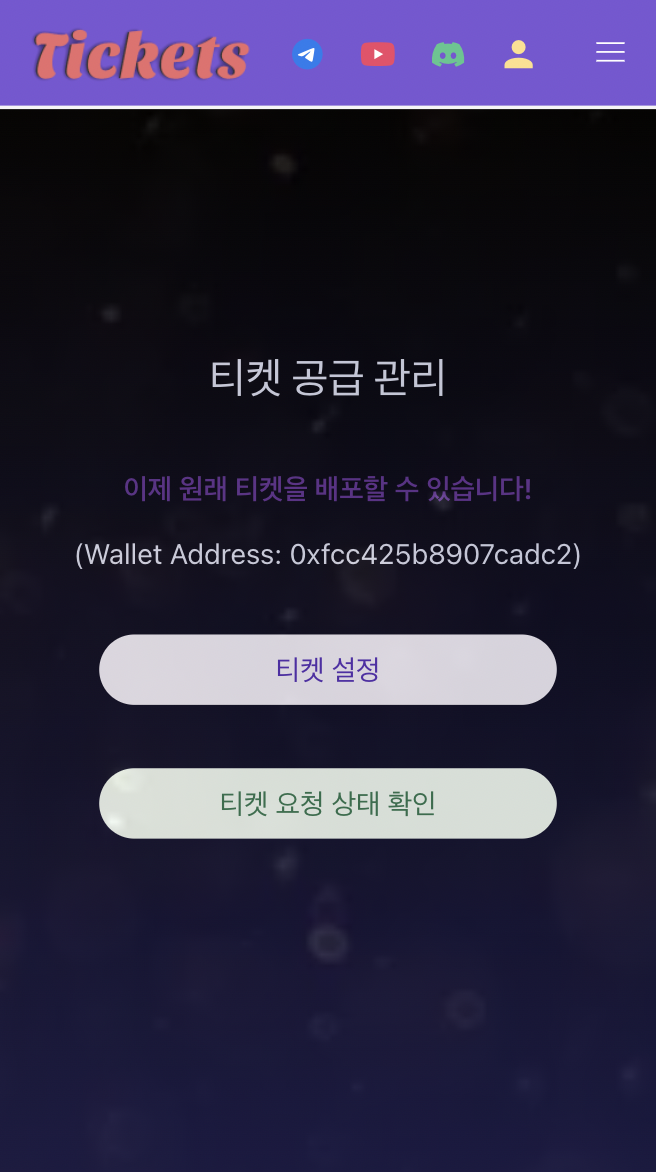 Tickets
티켓 공급 관리
이제 원래 티켓을 배포할 수 있습니다!
(Wallet Address: 0xfcc425b8907cadc2)
티켓 설정
티켓 요청 상태 확인